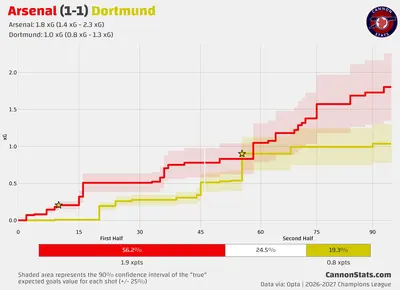 Arsenal (1-1) Dortmund
Arsenal: 1.8 xG (1.4 xG - 2.3 xG)
Dortmund: 1.0 xG (0.8 xG - 1.3 xG)
CANNON
STATS
2.0
1.5
xG
1.0
0.5
0.0
0 15 30 45 60 75 90
First Half Second Half
56.2% 24.5% 19.3%
1.9 xpts 0.8 xpts
Shaded area represents the 90% confidence interval of the "true"
expected goals value for each shot (+/- 25%)
CannonStats.com
Data via: Opta | 2026-2027 Champions League